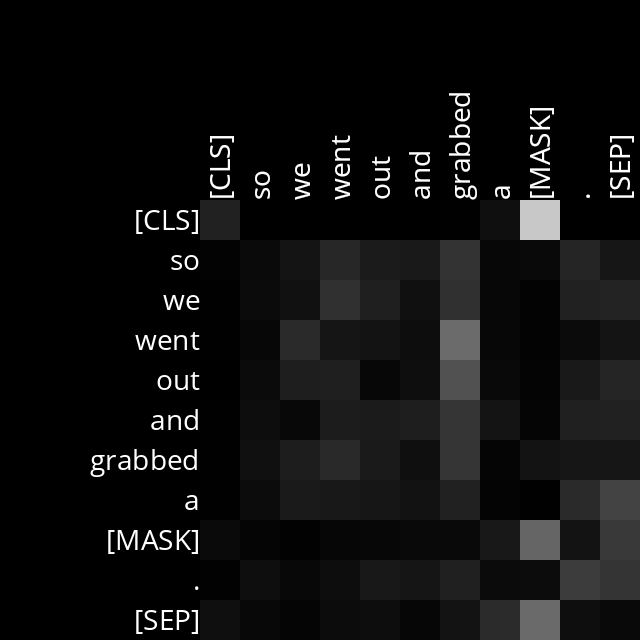 [CLS] so we went out and grabbed a [MASK] . [SEP]
[CLS]
so
we
went
out
and
grabbed
a
[MASK]
.
[SEP]